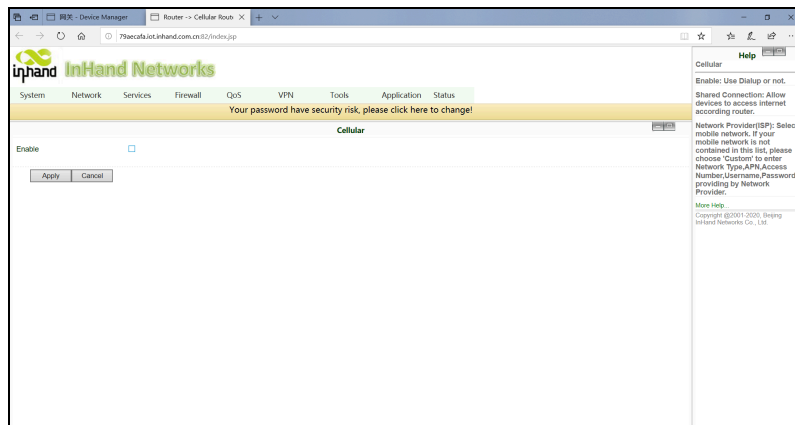 网关 - Device Manager
Router -> Cellular Routi
79aecafa.iot.inhand.com.cn:82/index.jsp
inhand InHand Networks
System Network Services Firewall QoS VPN Tools Application Status
Your password have security risk, please click here to change!
Cellular
Enable
Apply Cancel
Help
Cellular
Enable: Use Dialup or not.
Shared Connection: Allow
devices to access internet
according router.
Network Provider(ISP): Selec
mobile network. If your
mobile network is not
contained in this list, please
choose 'Custom' to enter
Network Type,APN,Access
Number,Username,Password
providing by Network
Provider.
More Help...
Copyright @2001-2020, Beijing
InHand Networks Co., Ltd.